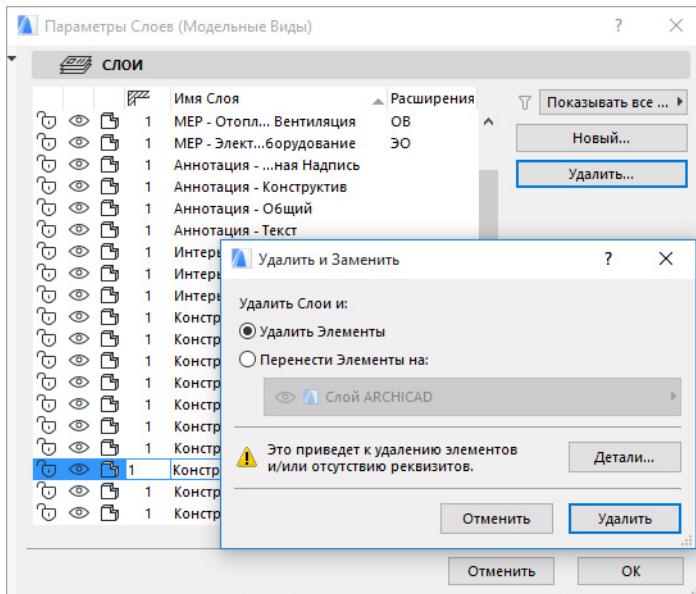 Параметры Слоев (Модельные Виды) ? ✕
слои
Имя Слоя Расширения
1 MEP - Отопл... Вентиляция ОВ
1 MEP - Элект...борудование ЭО
1 Аннотация - ...ная Надпись
1 Аннотация - Конструктив
1 Аннотация - Общий
1 Аннотация - Текст
1 Интерь
1 Интерь
1 Интерь
1 Констр
1 Констр
1 Констр
1 Констр
1 Констр
1 Констр
1 Констр
1 Констр
1 Констр
1 Констр
Показывать все ...
Новый...
Удалить...
Удалить и Заменить ? ✕
Удалить Слои и:
Удалить Элементы
Перенести Элементы на:
Слой ARCHICAD
Это приведет к удалению элементов
и/или отсутствию реквизитов.
Детали...
Отменить Удалить
Отменить OK